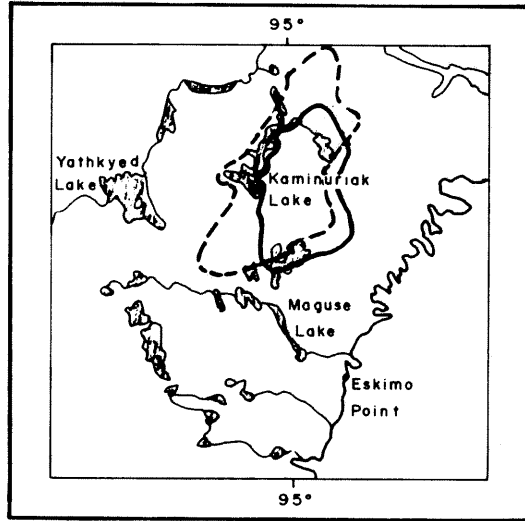 95°
Yathkyed
Lake
Kaminuriak
Lake
Maguse
Lake
Eskimo
Point
95°